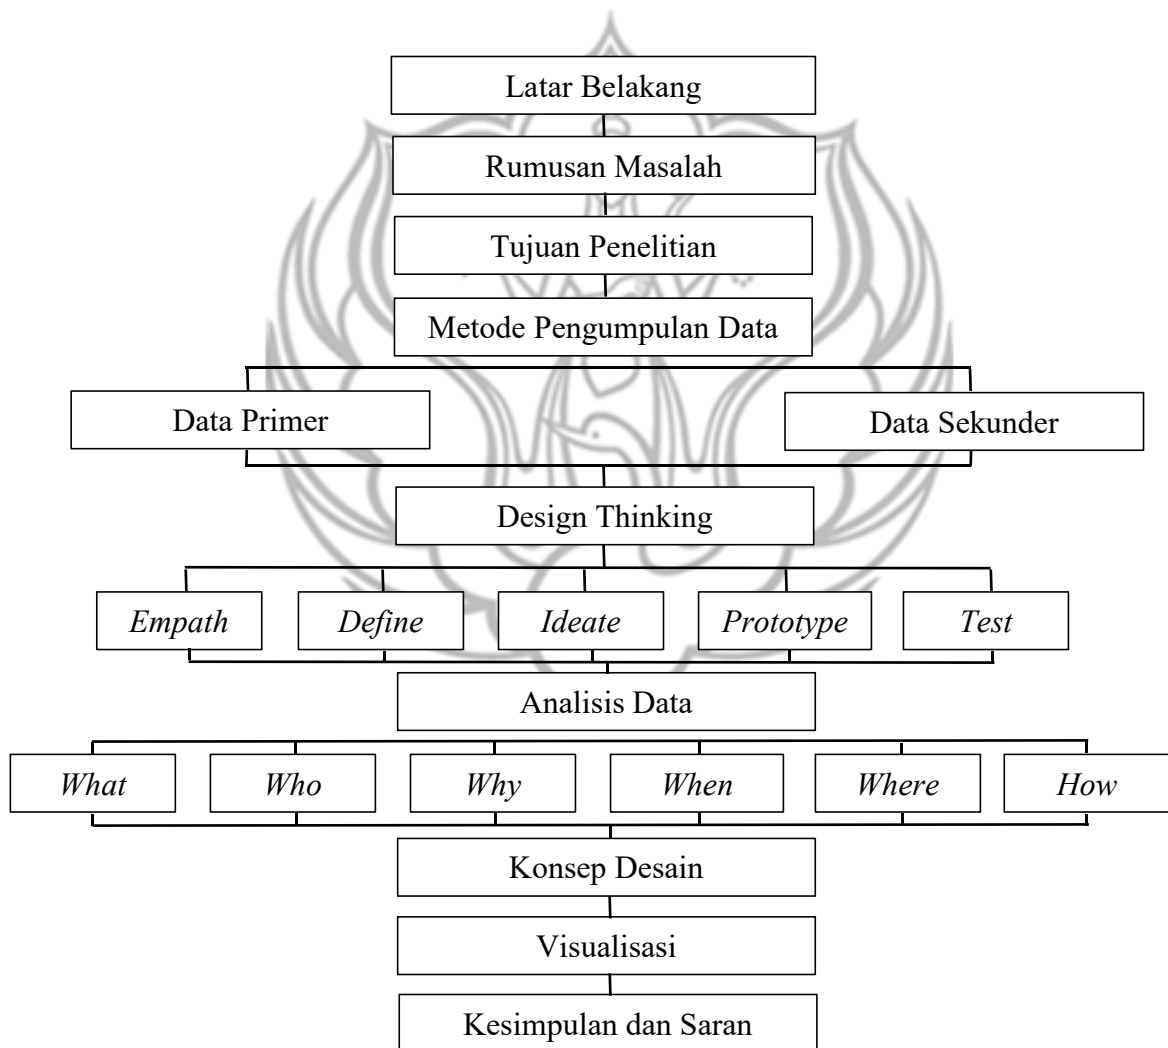 Latar Belakang
Rumusan Masalah
Tujuan Penelitian
Metode Pengumpulan Data
Data Primer
Data Sekunder
Design Thinking
Empath
Define
Ideate
Prototype
Test
Analisis Data
What
Who
Why
When
Where
How
Konsep Desain
Visualisasi
Kesimpulan dan Saran